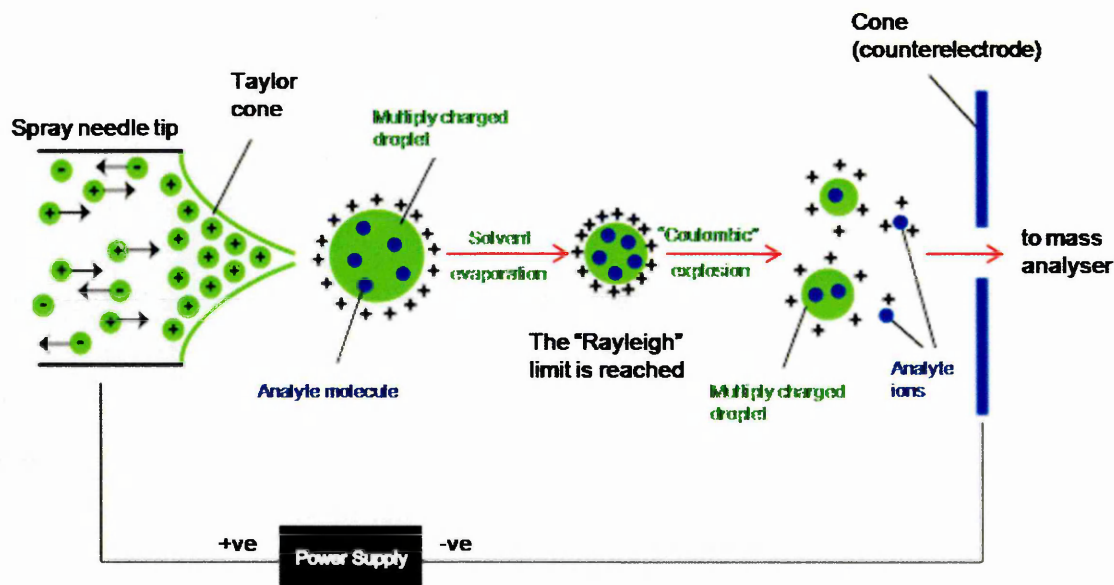 Cone
(counterelectrode)
Taylor
cone
Spray needle tip
Multiply charged
droplet
Solvent
evaporation
"Coulombic"
explosion
to mass
analyser
The "Rayleigh"
limit is reached
Analyte molecule
Multiply charged
droplet
Analyte
ions
+ve
Power Supply
-ve